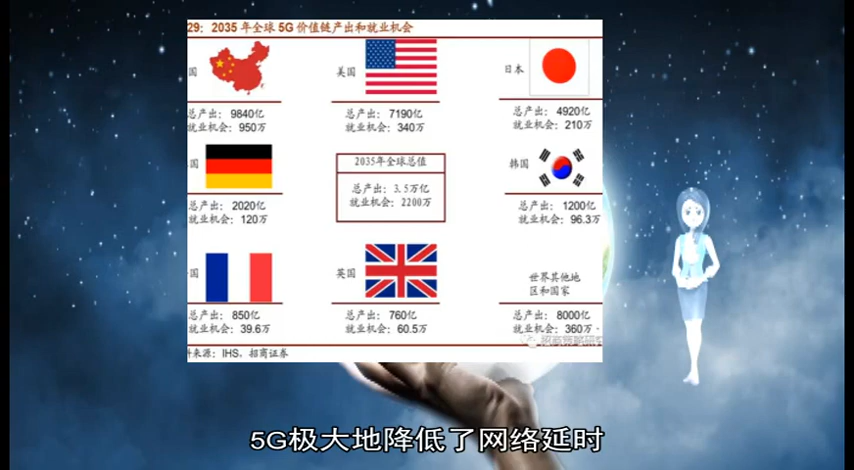 29: 2035年全球5G价值链产出和就业机会
国
美国
日本
总产出: 9840亿
就业机会: 950万
总产出: 7190亿
就业机会: 340万
总产出: 4920亿
就业机会: 210万
国
2035年全球总值
总产出: 3.5万亿
就业机会: 2200万
韩国
总产出: 2020亿
就业机会: 120万
总产出: 1200亿
就业机会: 96.3万
国
英国
世界其他地
区和国家
总产出: 850亿
就业机会: 39.6万
总产出: 760亿
就业机会: 60.5万
总产出: 8000亿
就业机会: 360万
来源: IHS, 招商证券
5G极大地降低了网络延时